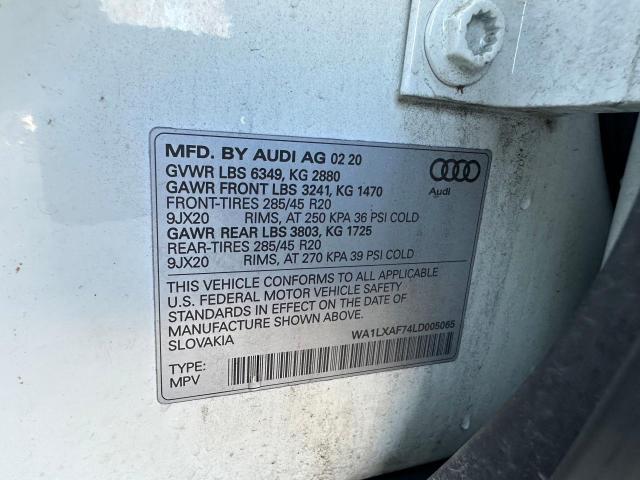 MFD. BY AUDI AG 02 20
GVWR LBS 6349, KG 2880
GAWR FRONT LBS 3241, KG 1470
FRONT-TIRES 285/45 R20
9JX20 RIMS, AT 250 KPA 36 PSI COLD
GAWR REAR LBS 3803, KG 1725
REAR-TIRES 285/45 R20
9JX20 RIMS, AT 270 KPA 39 PSI COLD
Audi
THIS VEHICLE CONFORMS TO ALL APPLICABLE
U.S. FEDERAL MOTOR VEHICLE SAFETY
STANDARDS IN EFFECT ON THE DATE OF
MANUFACTURE SHOWN ABOVE.
SLOVAKIA
WA1LXAF74LD005065
TYPE:
MPV